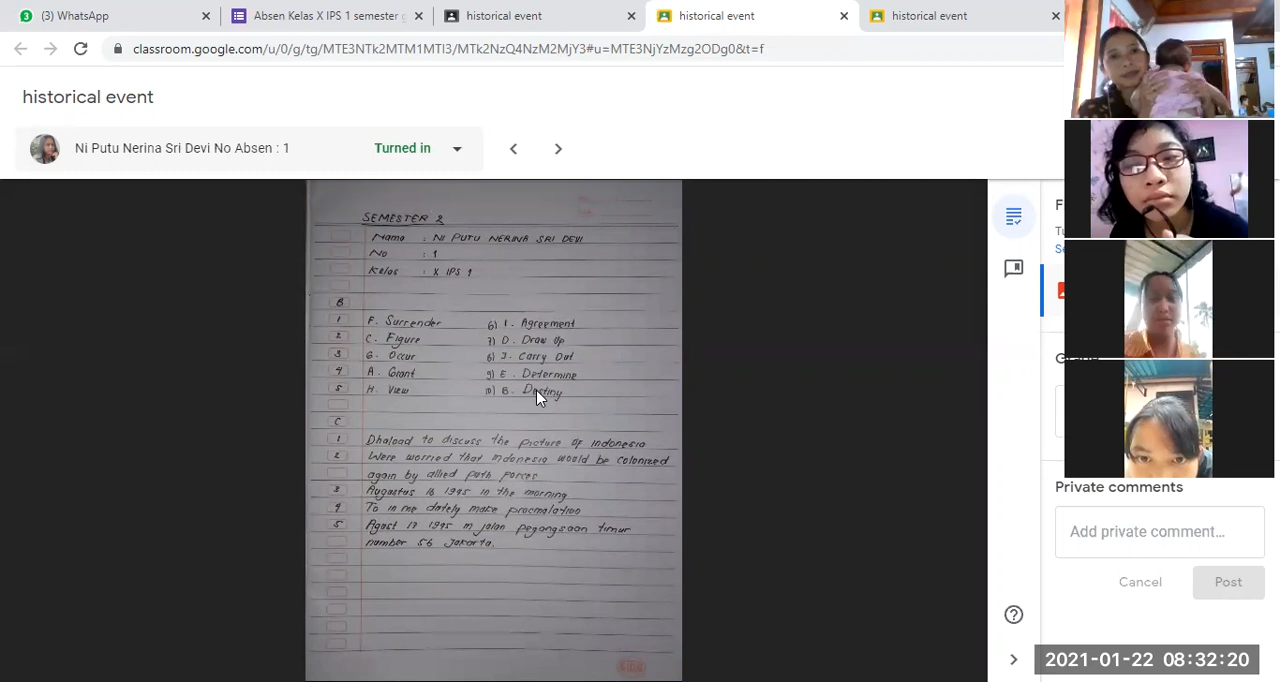 (3) WhatsApp
Absen Kelas X IPS 1 semester g
historical event
historical event
historical event
classroom.google.com/u/0/g/tg/MTE3NTk2MTM1MTI3/MTk2NzQ4NzM2MjY3#u=MTE3NjYzMzg2ODg0&t=f
historical event
Ni Putu Nerina Sri Devi No Absen : 1
Turned in
SEMESTER 2
Nama : NI PUTU NERINA SRI DEVI
No : 1
Kelas : X IPS 1
B
1 F. Surrender 6) I. Agreement
2 C. Figure 7) D. Draw Up
3 G. Occur 8) J. Carry Out
4 A. Grant 9) E. Determine
5 H. View 10) B. Destiny
C
1 Dhaload to discuss the picture of indonesia
2 Were worried that indonesia would be colonized
again by allied path forces
3 Augustus 16 1945 in the morning
4 To in me dately make procmalation
5 Agust 17 1945 in jalan pegangsaan timur
number 56 Jakarta.
F
Tu
Se
Grade
Private comments
Add private comment…
Cancel
Post
2021-01-22 08:32:20